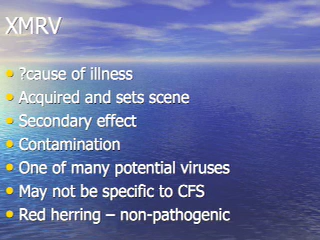 XMRV
• ?cause of illness
• Acquired and sets scene
• Secondary effect
• Contamination
• One of many potential viruses
• May not be specific to CFS
• Red herring – non-pathogenic